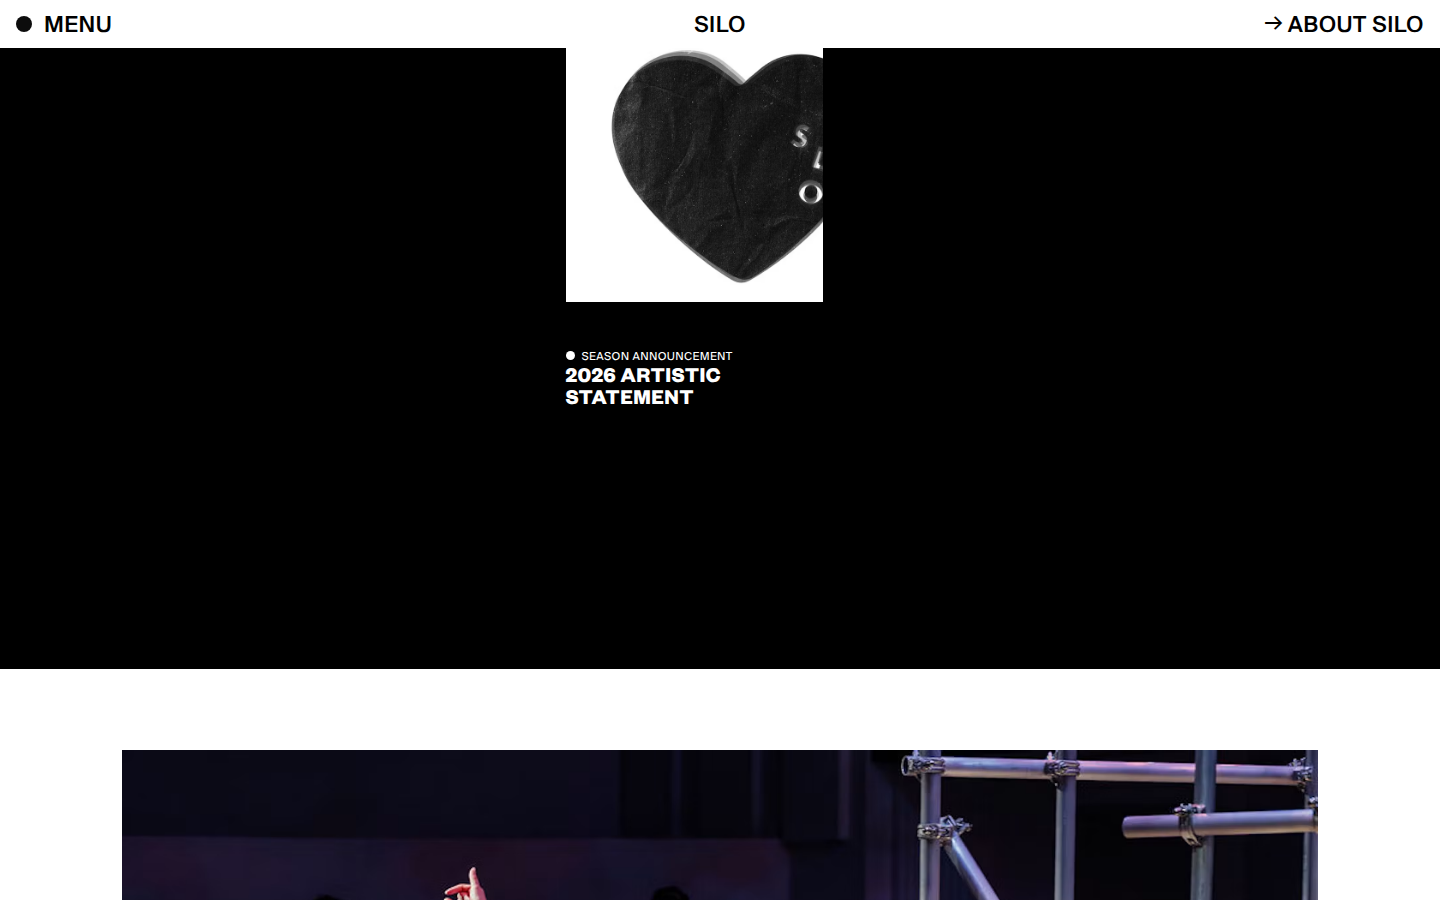 MENU
SILO
→ ABOUT SILO
S
L
O
SEASON ANNOUNCEMENT
2026 ARTISTIC
STATEMENT